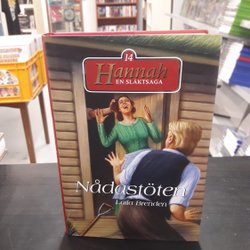 14
Hannah
EN SLÄKTSAGA
Nådastöten
Laila Brenden